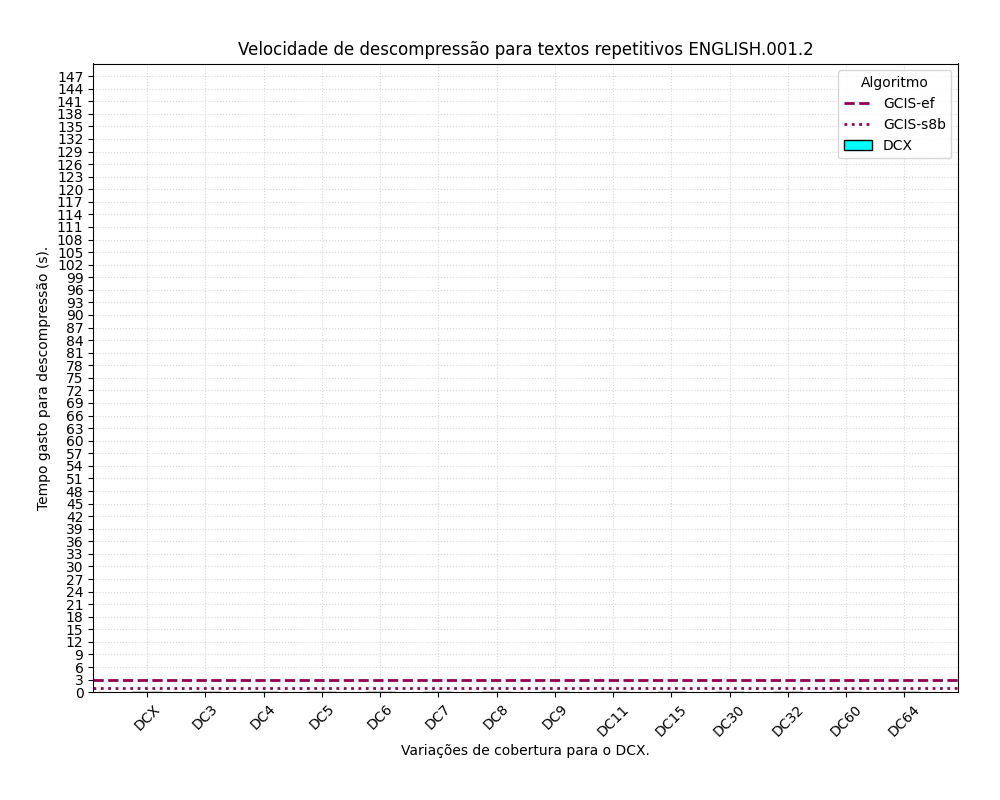 Velocidade de descompressão para textos repetitivos ENGLISH.001.2
Algoritmo
GCIS-ef
GCIS-s8b
DCX
Tempo gasto para descompressão (s).
147
144
141
138
135
132
129
126
123
120
117
114
111
108
105
102
99
96
93
90
87
84
81
78
75
72
69
66
63
60
57
54
51
48
45
42
39
36
33
30
27
24
21
18
15
12
9
6
3
0
DCX
DC3
DC4
DC5
DC6
DC7
DC8
DC9
DC11
DC15
DC30
DC32
DC60
DC64
Variações de cobertura para o DCX.